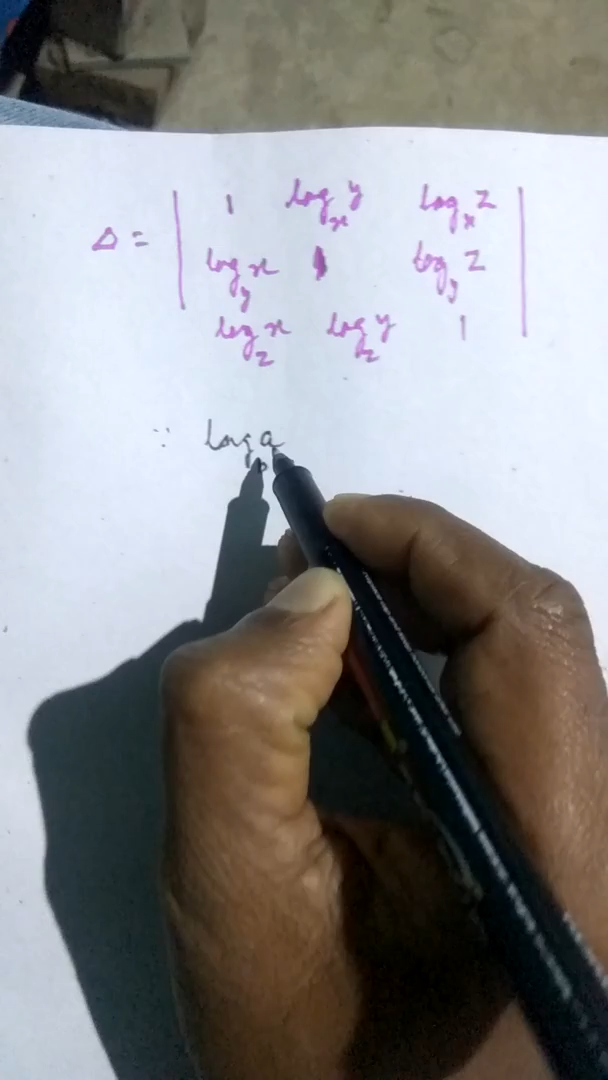 Δ = | 1 log_x y log_x z |
| log_y x 1 log_y z |
log_z x log_z y 1 |
∵ log_b a